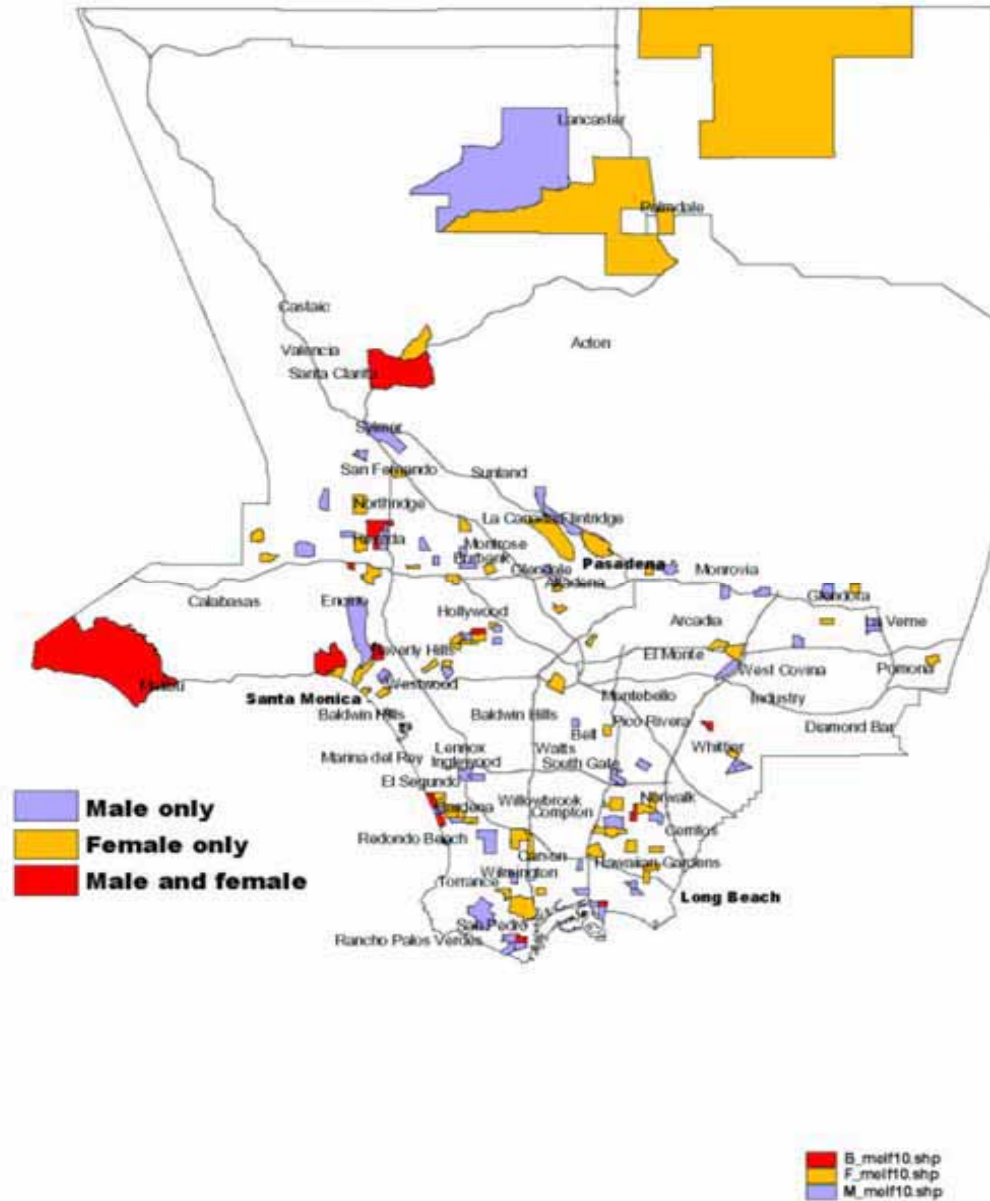 Lancaster
Palmdale
Castaic
Acton
Valencia
Santa Clarita
Sylmar
San Fernando
Sunland
Northridge
La Canada Flintridge
Reseda
Montrose
Burbank
Pasadena
Glendale
Monrovia
Altadena
Calabasas
Encino
Glendora
Hollywood
Arcadia
La Verne
Beverly Hills
El Monte
West Covina
Pomona
Malibu
Westwood
Santa Monica
Montebello
Industry
Baldwin Hills
Baldwin Hills
Pico Rivera
Diamond Bar
Bell
Lennox
Watts
Whittier
Marina del Rey
Inglewood
South Gate
El Segundo
Male only
Willowbrook
Norwalk
Gardena
Compton
Female only
Redondo Beach
Cerritos
Carson
Hawaiian Gardens
Male and female
Wilmington
Torrance
Long Beach
San Pedro
Rancho Palos Verdes
B_melf10.shp
F_melf10.shp
M_melf10.shp